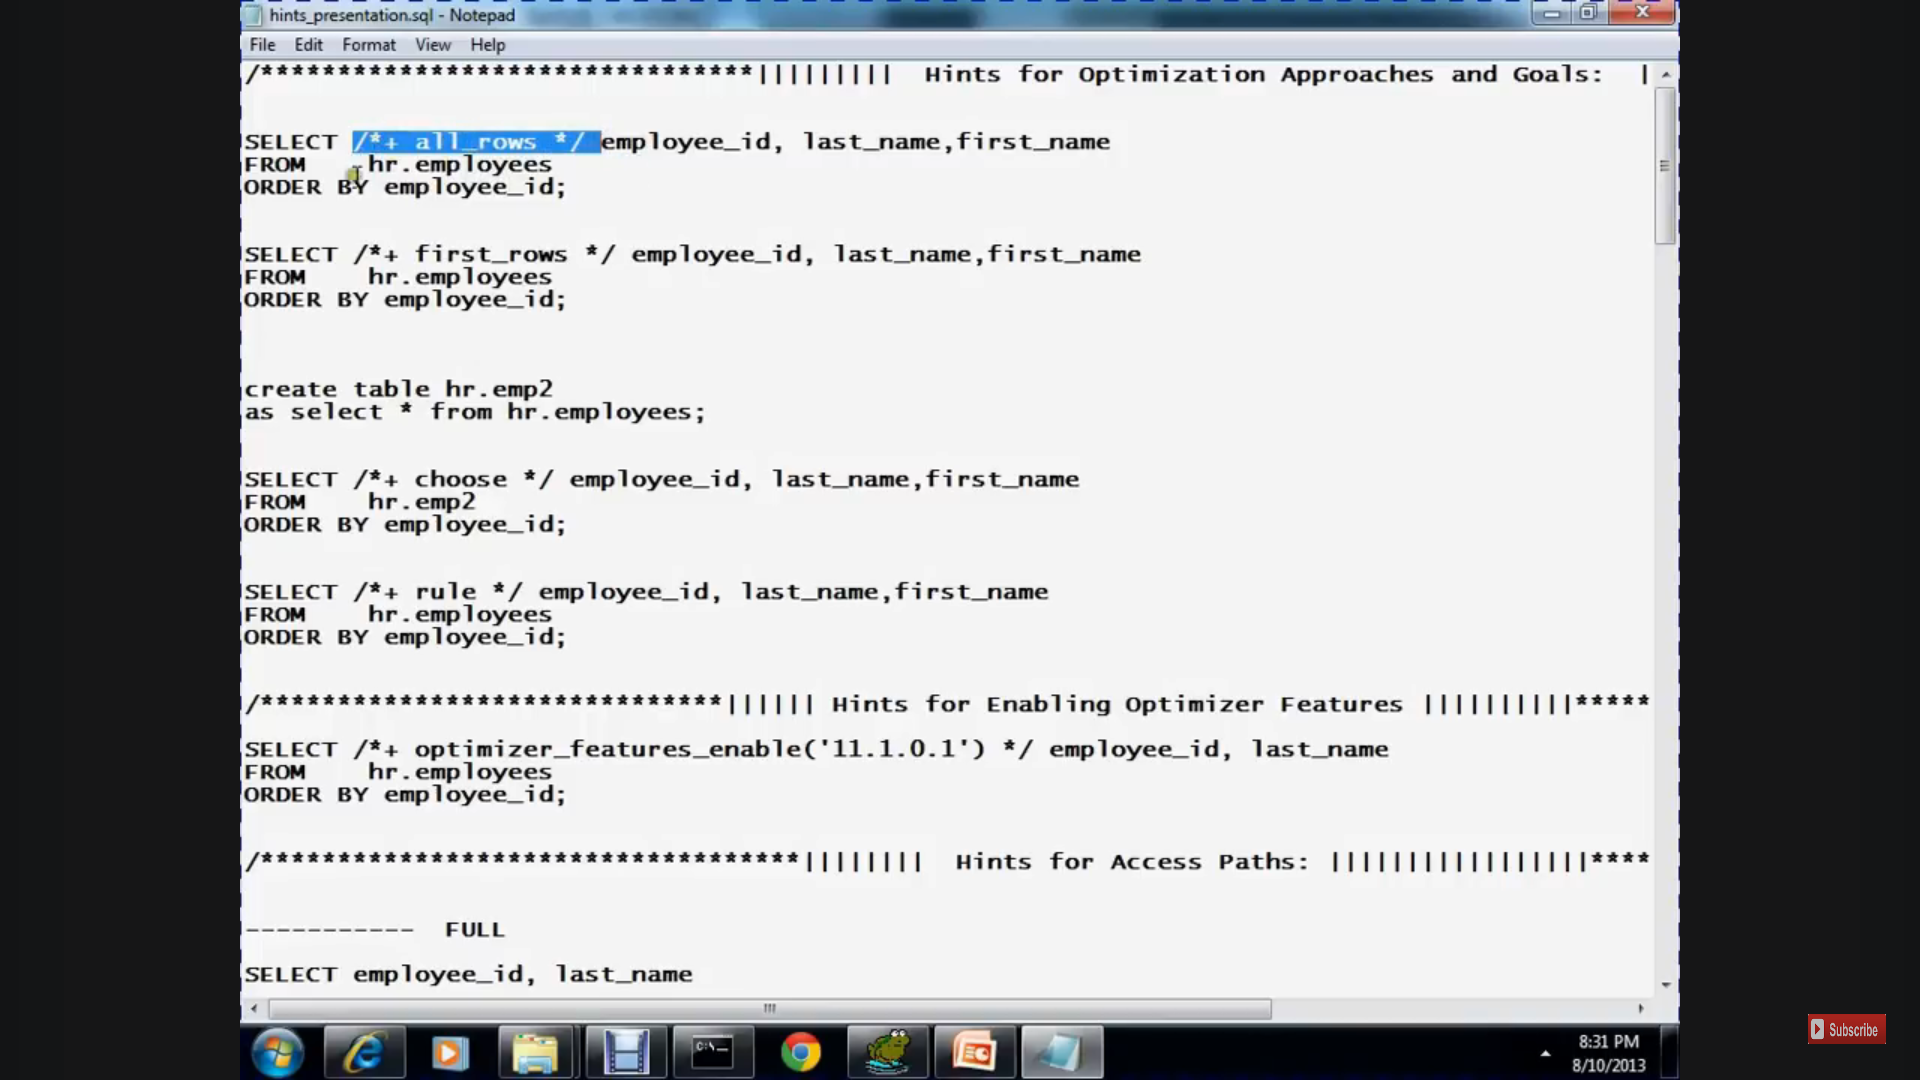 hints_presentation.sql - Notepad
File Edit Format View Help
/********************************||||||||| Hints for Optimization Approaches and Goals: |
SELECT /*+ all_rows */ employee_id, last_name,first_name
FROM hr.employees
ORDER BY employee_id;
SELECT /*+ first_rows */ employee_id, last_name,first_name
FROM hr.employees
ORDER BY employee_id;
create table hr.emp2
as select * from hr.employees;
SELECT /*+ choose */ employee_id, last_name,first_name
FROM hr.emp2
ORDER BY employee_id;
SELECT /*+ rule */ employee_id, last_name,first_name
FROM hr.employees
ORDER BY employee_id;
/******************************|||||| Hints for Enabling Optimizer Features ||||||||||*****
SELECT /*+ optimizer_features_enable('11.1.0.1') */ employee_id, last_name
FROM hr.employees
ORDER BY employee_id;
/***********************************|||||||| Hints for Access Paths: |||||||||||||||||****
----------- FULL
SELECT employee_id, last_name
C:\_
8:31 PM
8/10/2013
Subscribe